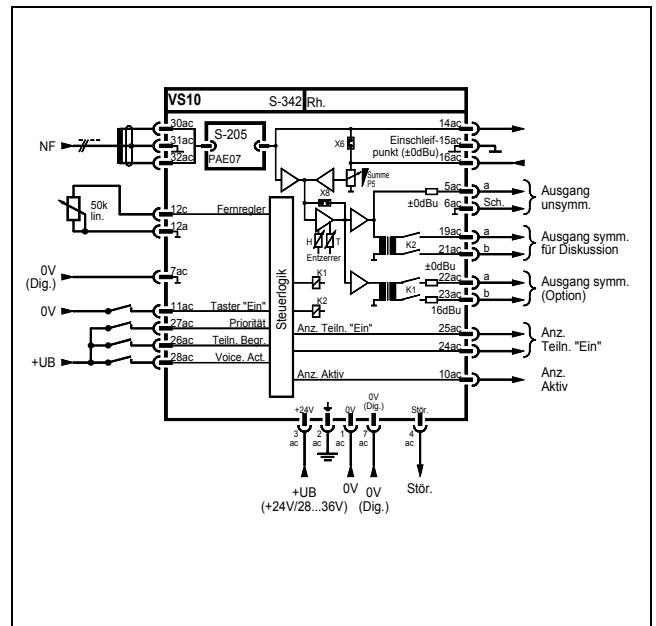 VS10 S-342 Rh.
30ac
31ac
32ac
NF
S-205
PAE07
14ac
Einschleif-15ac
punkt (±0dBu)
16ac
X6
Summe
P5
X8
H T
Entzerrer
50k
lin.
12c Fernregler
12a
0V
(Dig.)
7ac
0V
11ac Taster "Ein"
27ac Priorität
26ac Teiln. Begr.
+UB
28ac Voice. Act.
Steuerlogik
K1
K2
5ac a
±0dBu 6ac Sch.
Ausgang
unsymm.
19ac a
K2 21ac b
Ausgang symm.
für Diskussion
±0dBu
22ac a
K1 23ac b
16dBu
Ausgang symm.
(Option)
Anz. Teiln. "Ein" 25ac
24ac
Anz.
Teiln. "Ein"
Anz. Aktiv 10ac
Anz.
Aktiv
+24V 0V 0V
(Dig.) Stör.
3 2 1 7 4
ac ac ac ac ac
+UB 0V 0V Stör.
(+24V/28...36V) (Dig.)